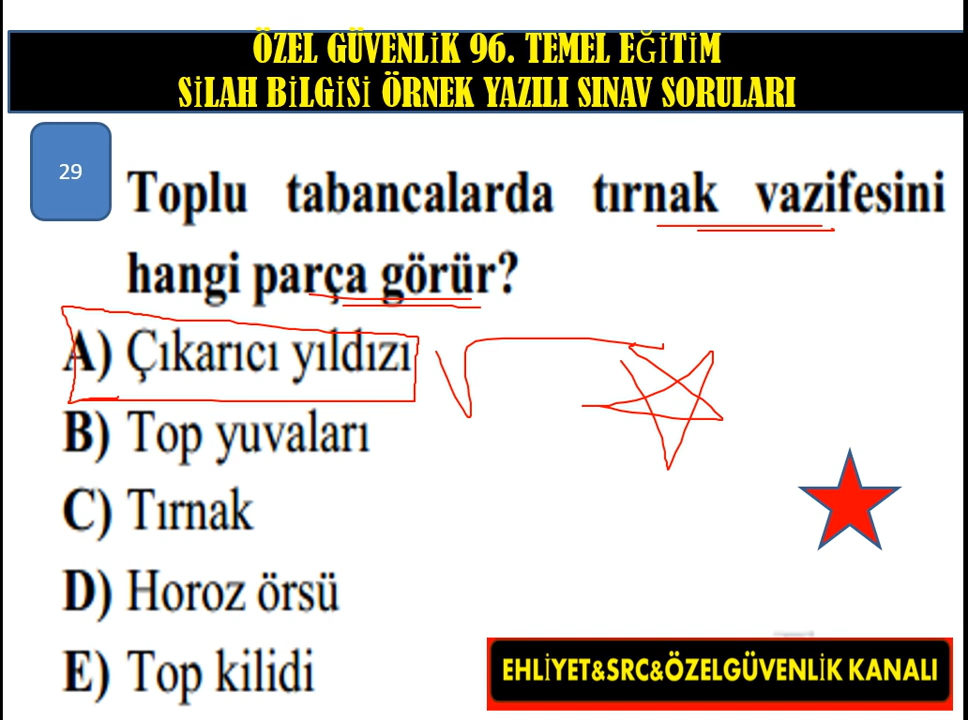 ÖZEL GÜVENLİK 96. TEMEL EĞİTİM
SİLAH BİLGİSİ ÖRNEK YAZILI SINAV SORULARI
29
Toplu tabancalarda tırnak vazifesini
hangi parça görür?
A) Çıkarıcı yıldızı
B) Top yuvaları
C) Tırnak
D) Horoz örsü
E) Top kilidi
EHLİYET&SRC&ÖZELGÜVENLİK KANALI